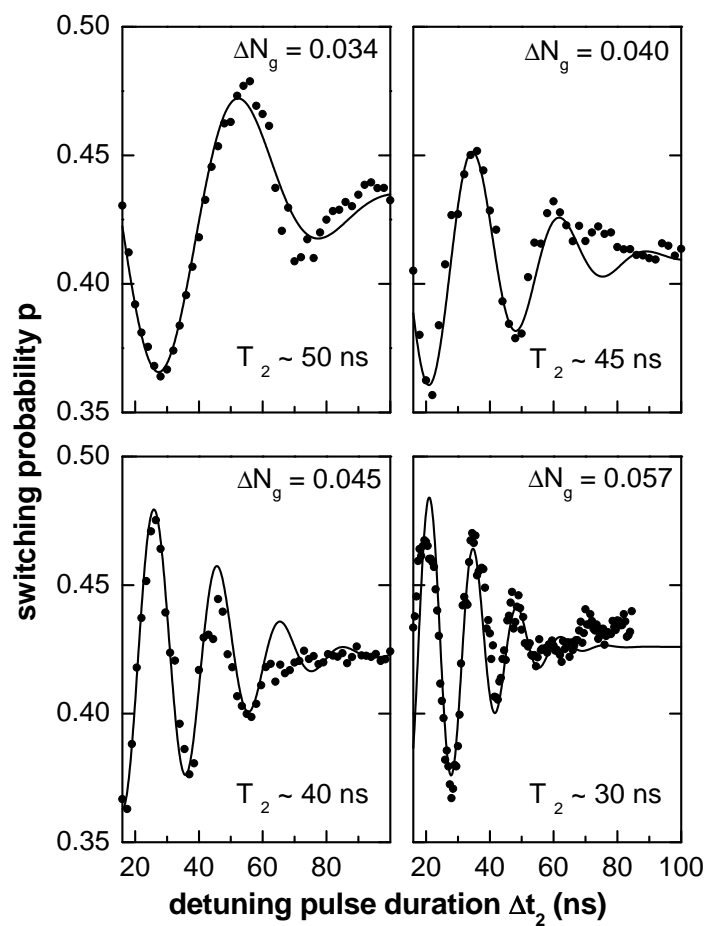 0.50
ΔN_g = 0.034
ΔN_g = 0.040
0.45
0.40
T_2 ~ 50 ns
T_2 ~ 45 ns
0.35
switching probability p
0.50
ΔN_g = 0.045
ΔN_g = 0.057
0.45
0.40
T_2 ~ 40 ns
T_2 ~ 30 ns
0.35
20 40 60 80 20 40 60 80 100
detuning pulse duration Δt_2 (ns)